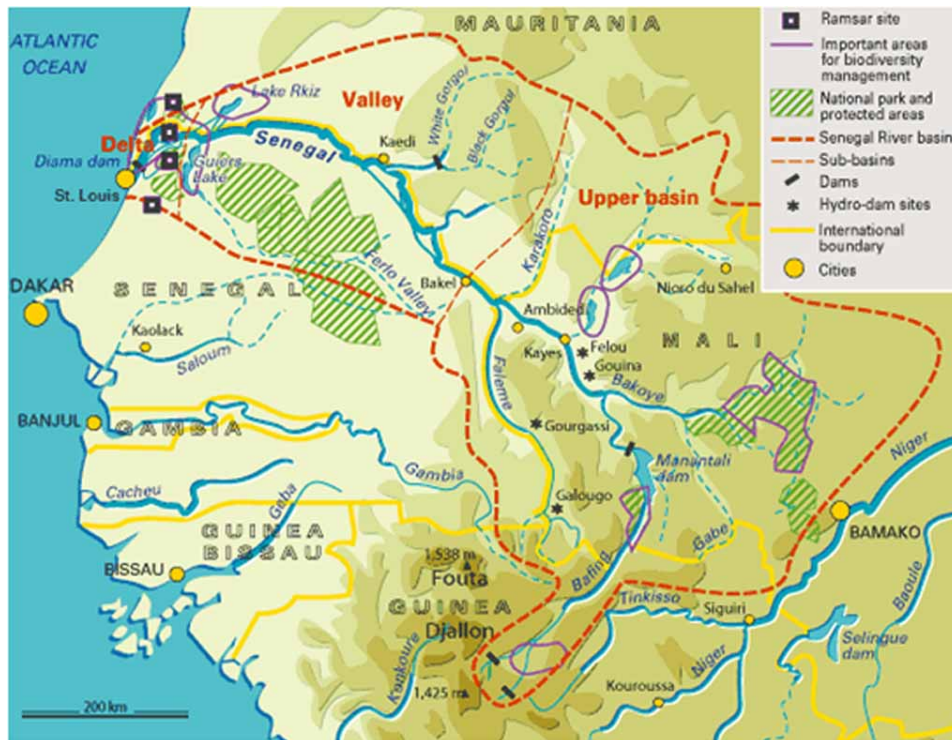 MAURITANIA
ATLANTIC
OCEAN
Lake Rkiz
Valley
White Gorgol
Black Gorgol
Delta
Senegal
Kaedi
Diama dam
Guiers
Lake
St. Louis
Upper basin
Karakoro
Ferlo Valley
Bakel
Nioro du Sahel
DAKAR
SENEGAL
Ambided
Kaolack
Saloum
Kayes
Felou
Gouina
MALI
Bakoye
Faleme
BANJUL
GAMBIA
Gourgassi
Niger
Gambia
Manantali
dam
Cacheu
Geba
Galougo
GUINEA
BISSAU
Gabe
BAMAKO
BISSAU
1,538 m
Fouta
Bafing
Baoule
GUINEA
Tinkisso
Siguiri
Djallon
Selingue
dam
Konkoure
Niger
1,425 m
Kouroussa
200 km
Ramsar site
Important areas
for biodiversity
management
National park and
protected areas
Senegal River basin
Sub-basins
Dams
Hydro-dam sites
International
boundary
Cities